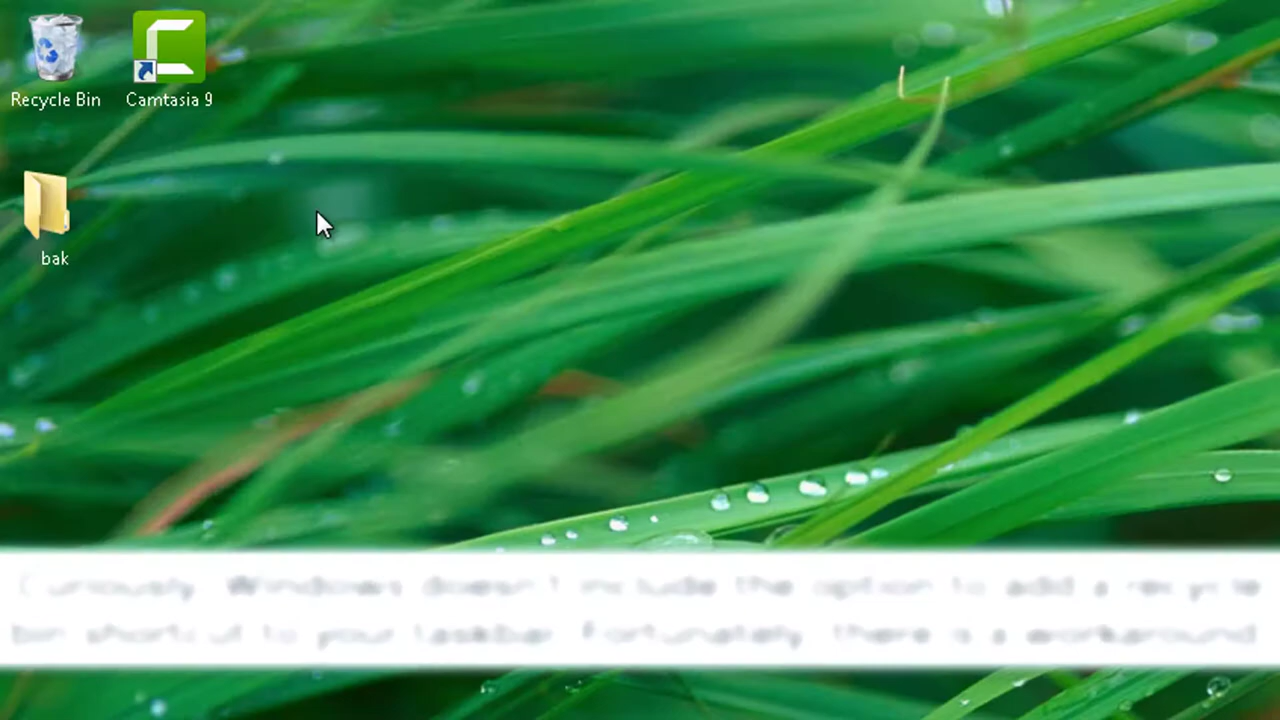 Recycle Bin
Camtasia 9
bak
Curiously, Windows doesn't include the option to add a recycle
bin shortcut to your taskbar. Fortunately, there is a workaround